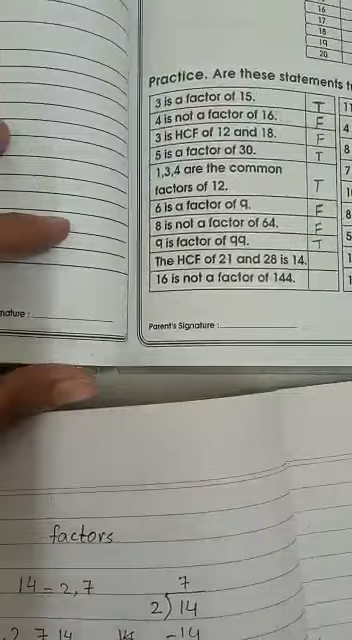 16
17
18
19
20
Practice. Are these statements
3 is a factor of 15. T
4 is not a factor of 16. F
3 is HCF of 12 and 18. F
5 is a factor of 30. T
1,3,4 are the common
factors of 12. T
6 is a factor of 9. F
8 is not a factor of 64. F
9 is factor of 99. T
The HCF of 21 and 28 is 14.
16 is not a factor of 144.
Parent's Signature :
factors
14 = 2,7
7
2) 14
2 7 14
-14